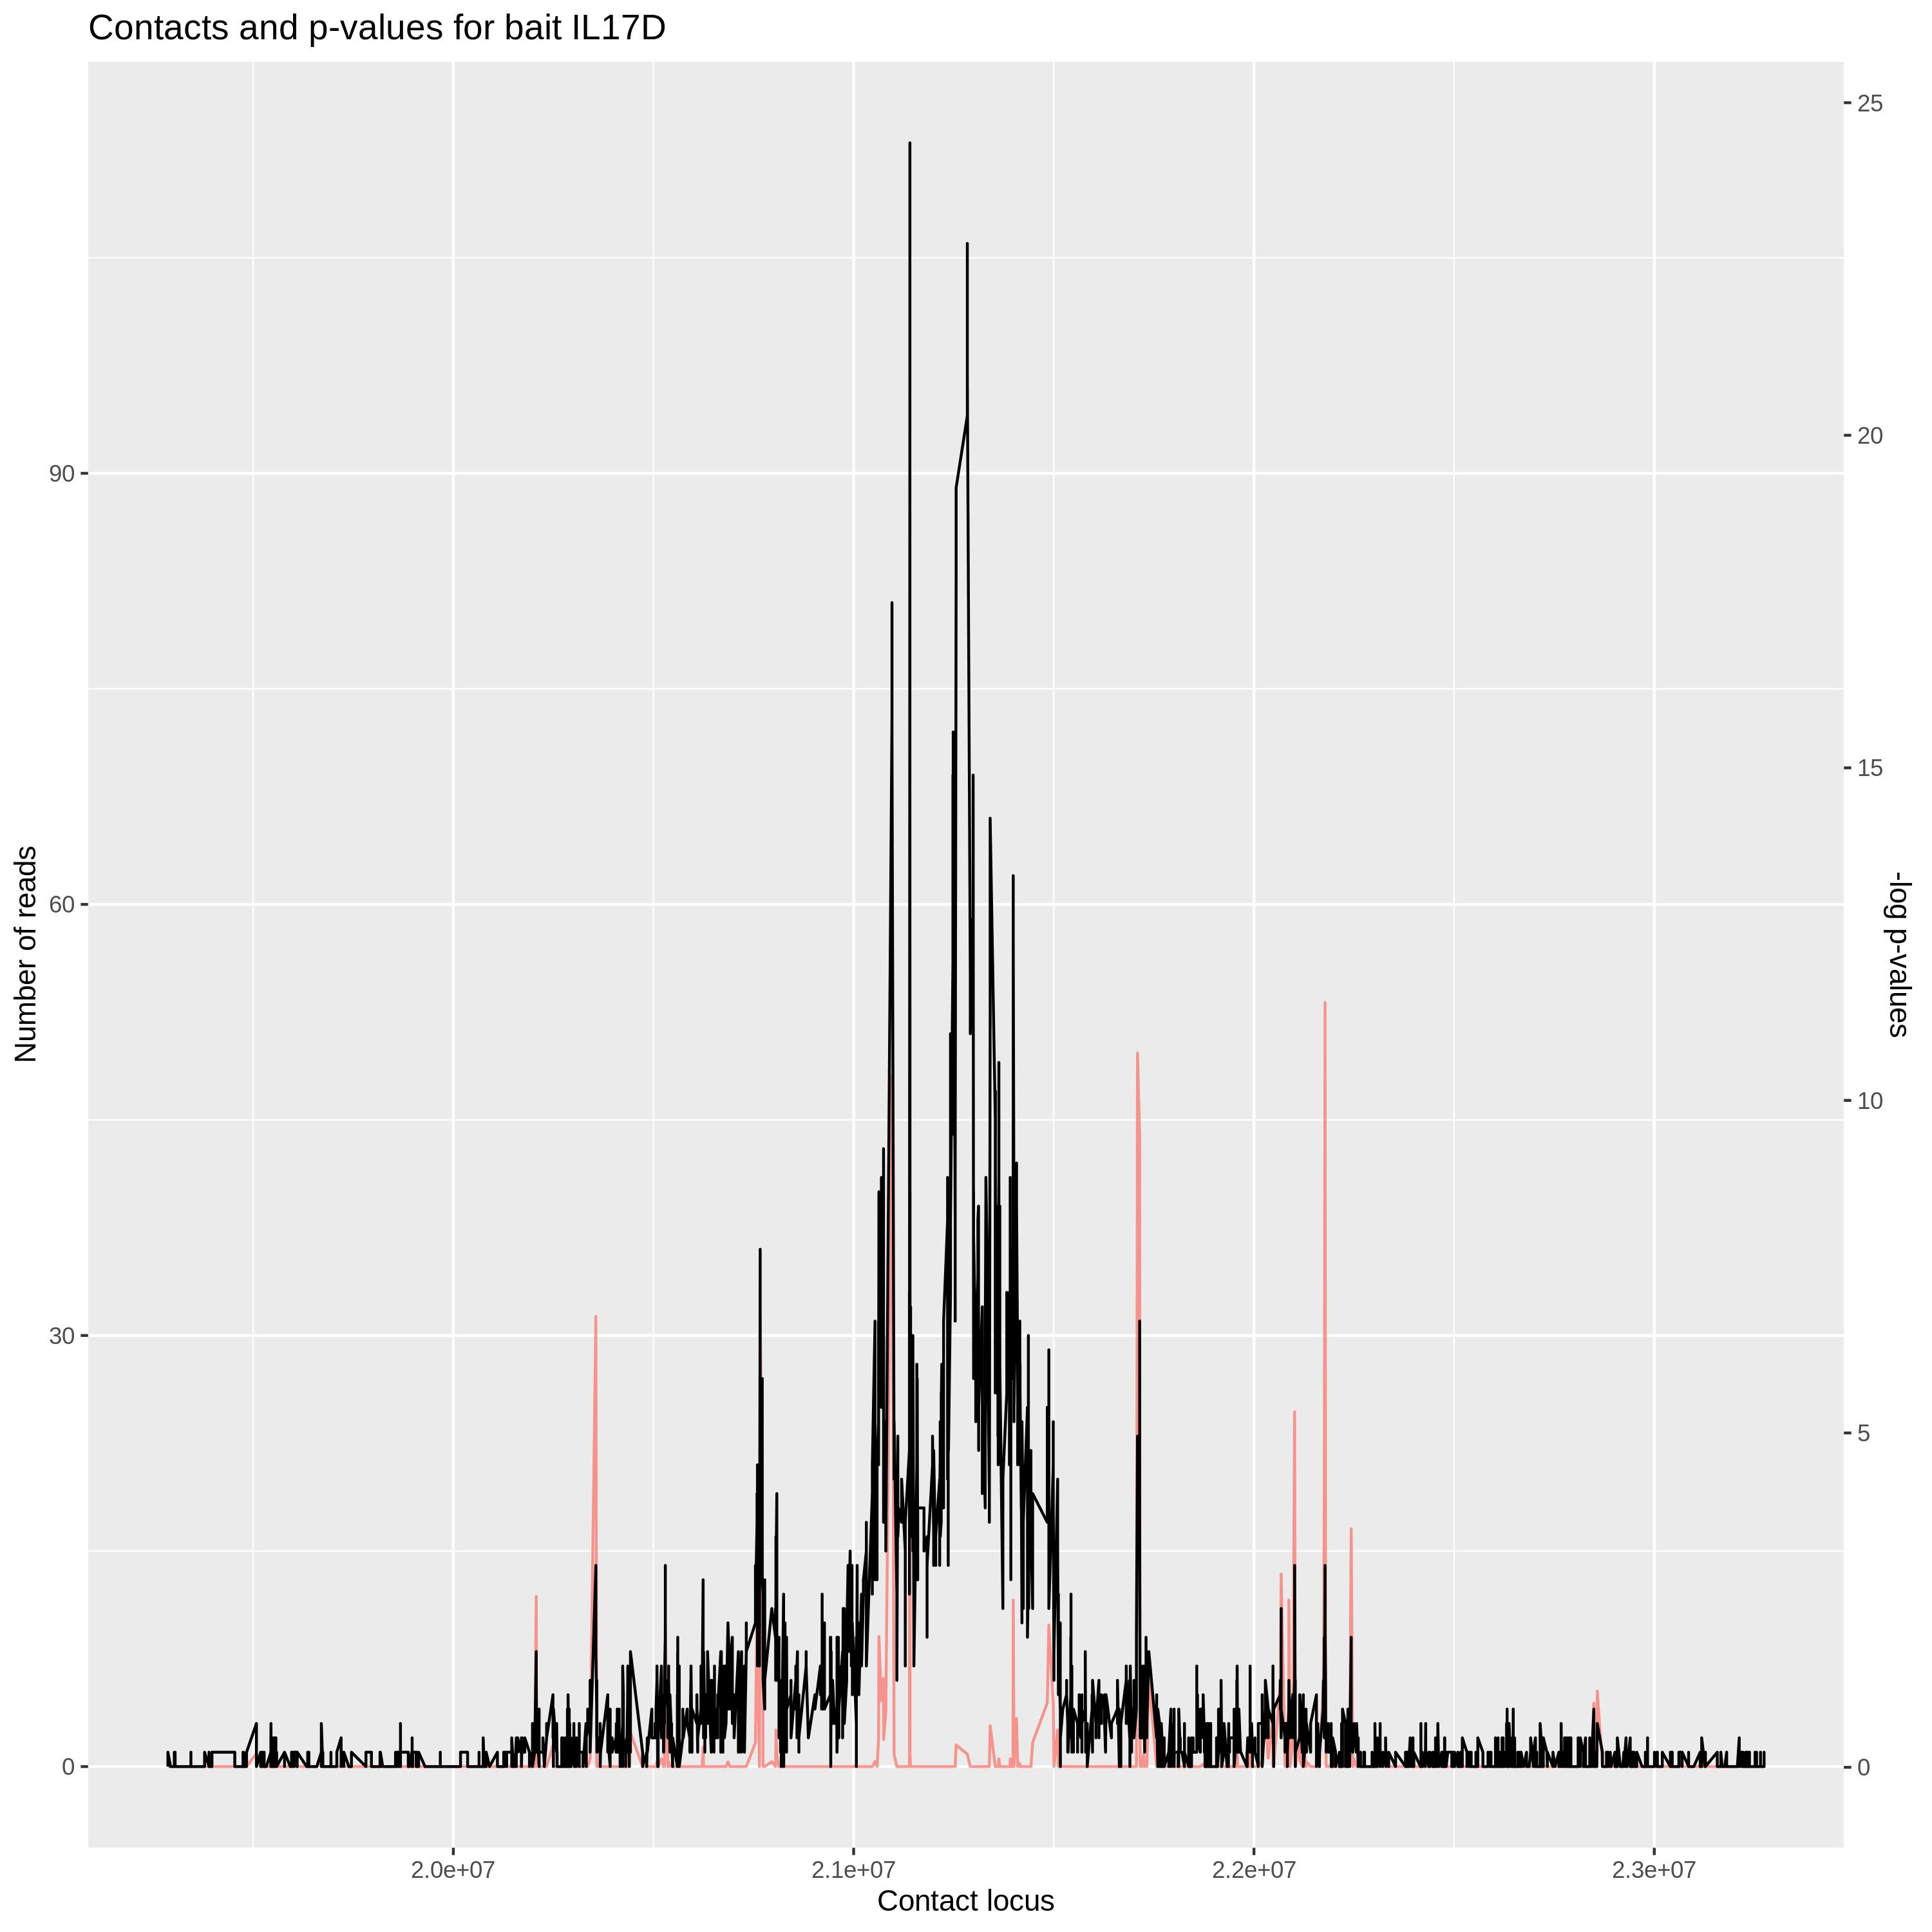 Contacts and p-values for bait IL17D
25
20
15
10
5
0
-log p-values
90
60
30
0
Number of reads
2.0e+07 2.1e+07 2.2e+07 2.3e+07
Contact locus